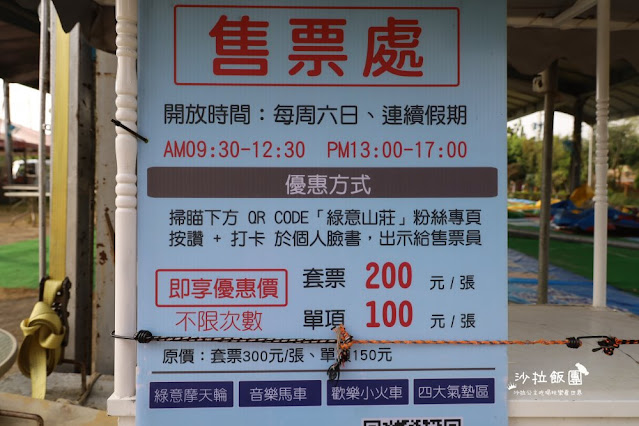 售票處
開放時間：每周六日、連續假期
AM09:30-12:30 PM13:00-17:00
優惠方式
掃瞄下方 QR CODE「綠意山莊」粉絲專頁
按讚 + 打卡 於個人臉書，出示給售票員
即享優惠價
不限次數
套票 200 元/張
單項 100 元/張
原價：套票300元/張、單 150元
綠意摩天輪 音樂馬車 歡樂小火車 四大氣墊區
沙拉飯團